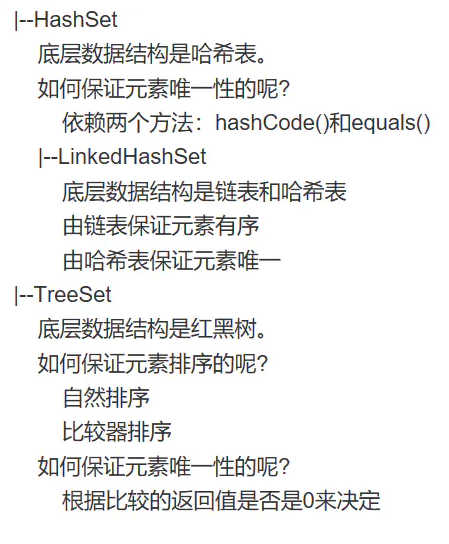 |--HashSet
底层数据结构是哈希表。
如何保证元素唯一性的呢?
依赖两个方法：hashCode()和equals()
|--LinkedHashSet
底层数据结构是链表和哈希表
由链表保证元素有序
由哈希表保证元素唯一
|--TreeSet
底层数据结构是红黑树。
如何保证元素排序的呢?
自然排序
比较器排序
如何保证元素唯一性的呢?
根据比较的返回值是否是0来决定